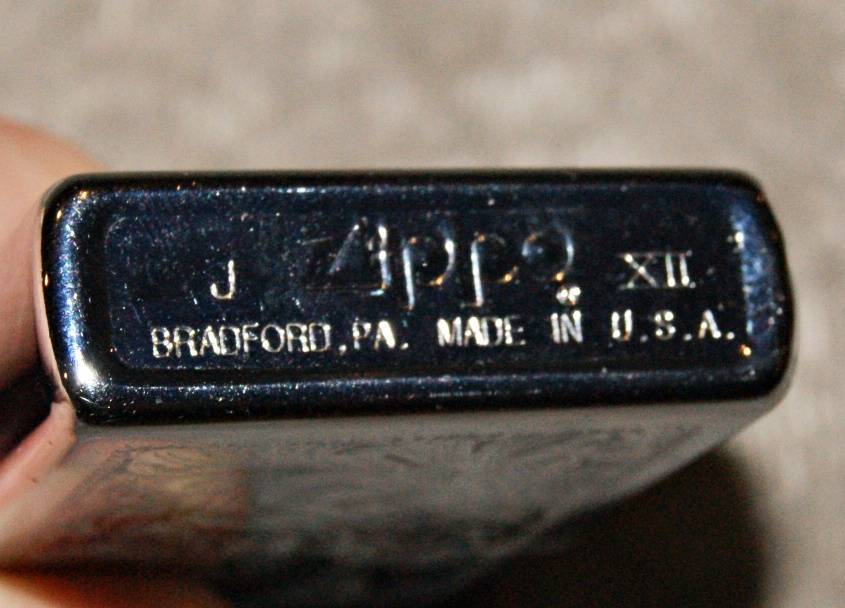 J Zippo ® XII
BRADFORD,PA. MADE IN U.S.A.